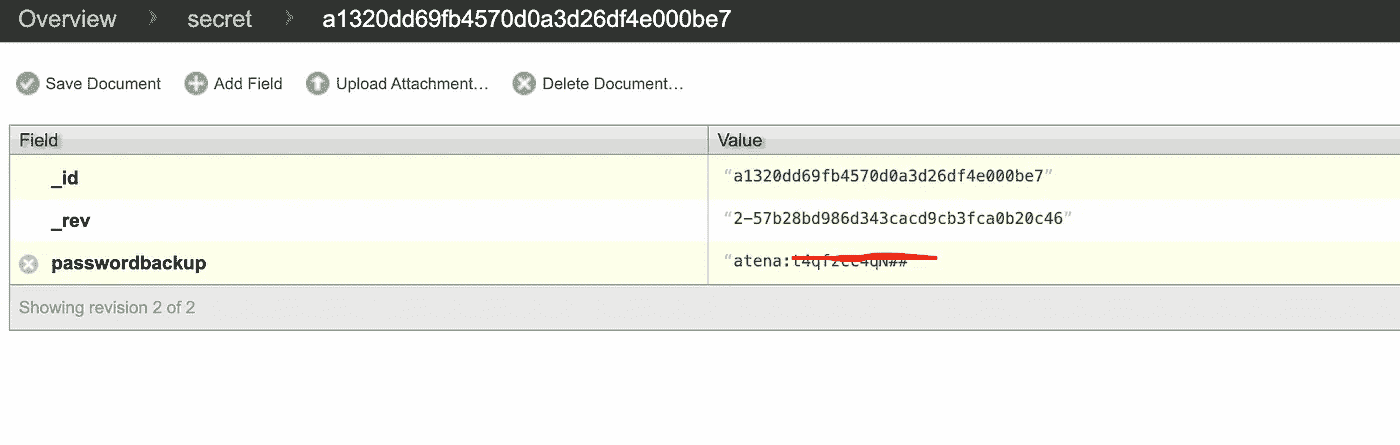 Overview > secret > a1320dd69fb4570d0a3d26df4e000be7
Save Document Add Field Upload Attachment… Delete Document…
Field Value
_id "a1320dd69fb4570d0a3d26df4e000be7"
_rev "2-57b28bd986d343cacd9cb3fca0b20c46"
passwordbackup "atena:
Showing revision 2 of 2